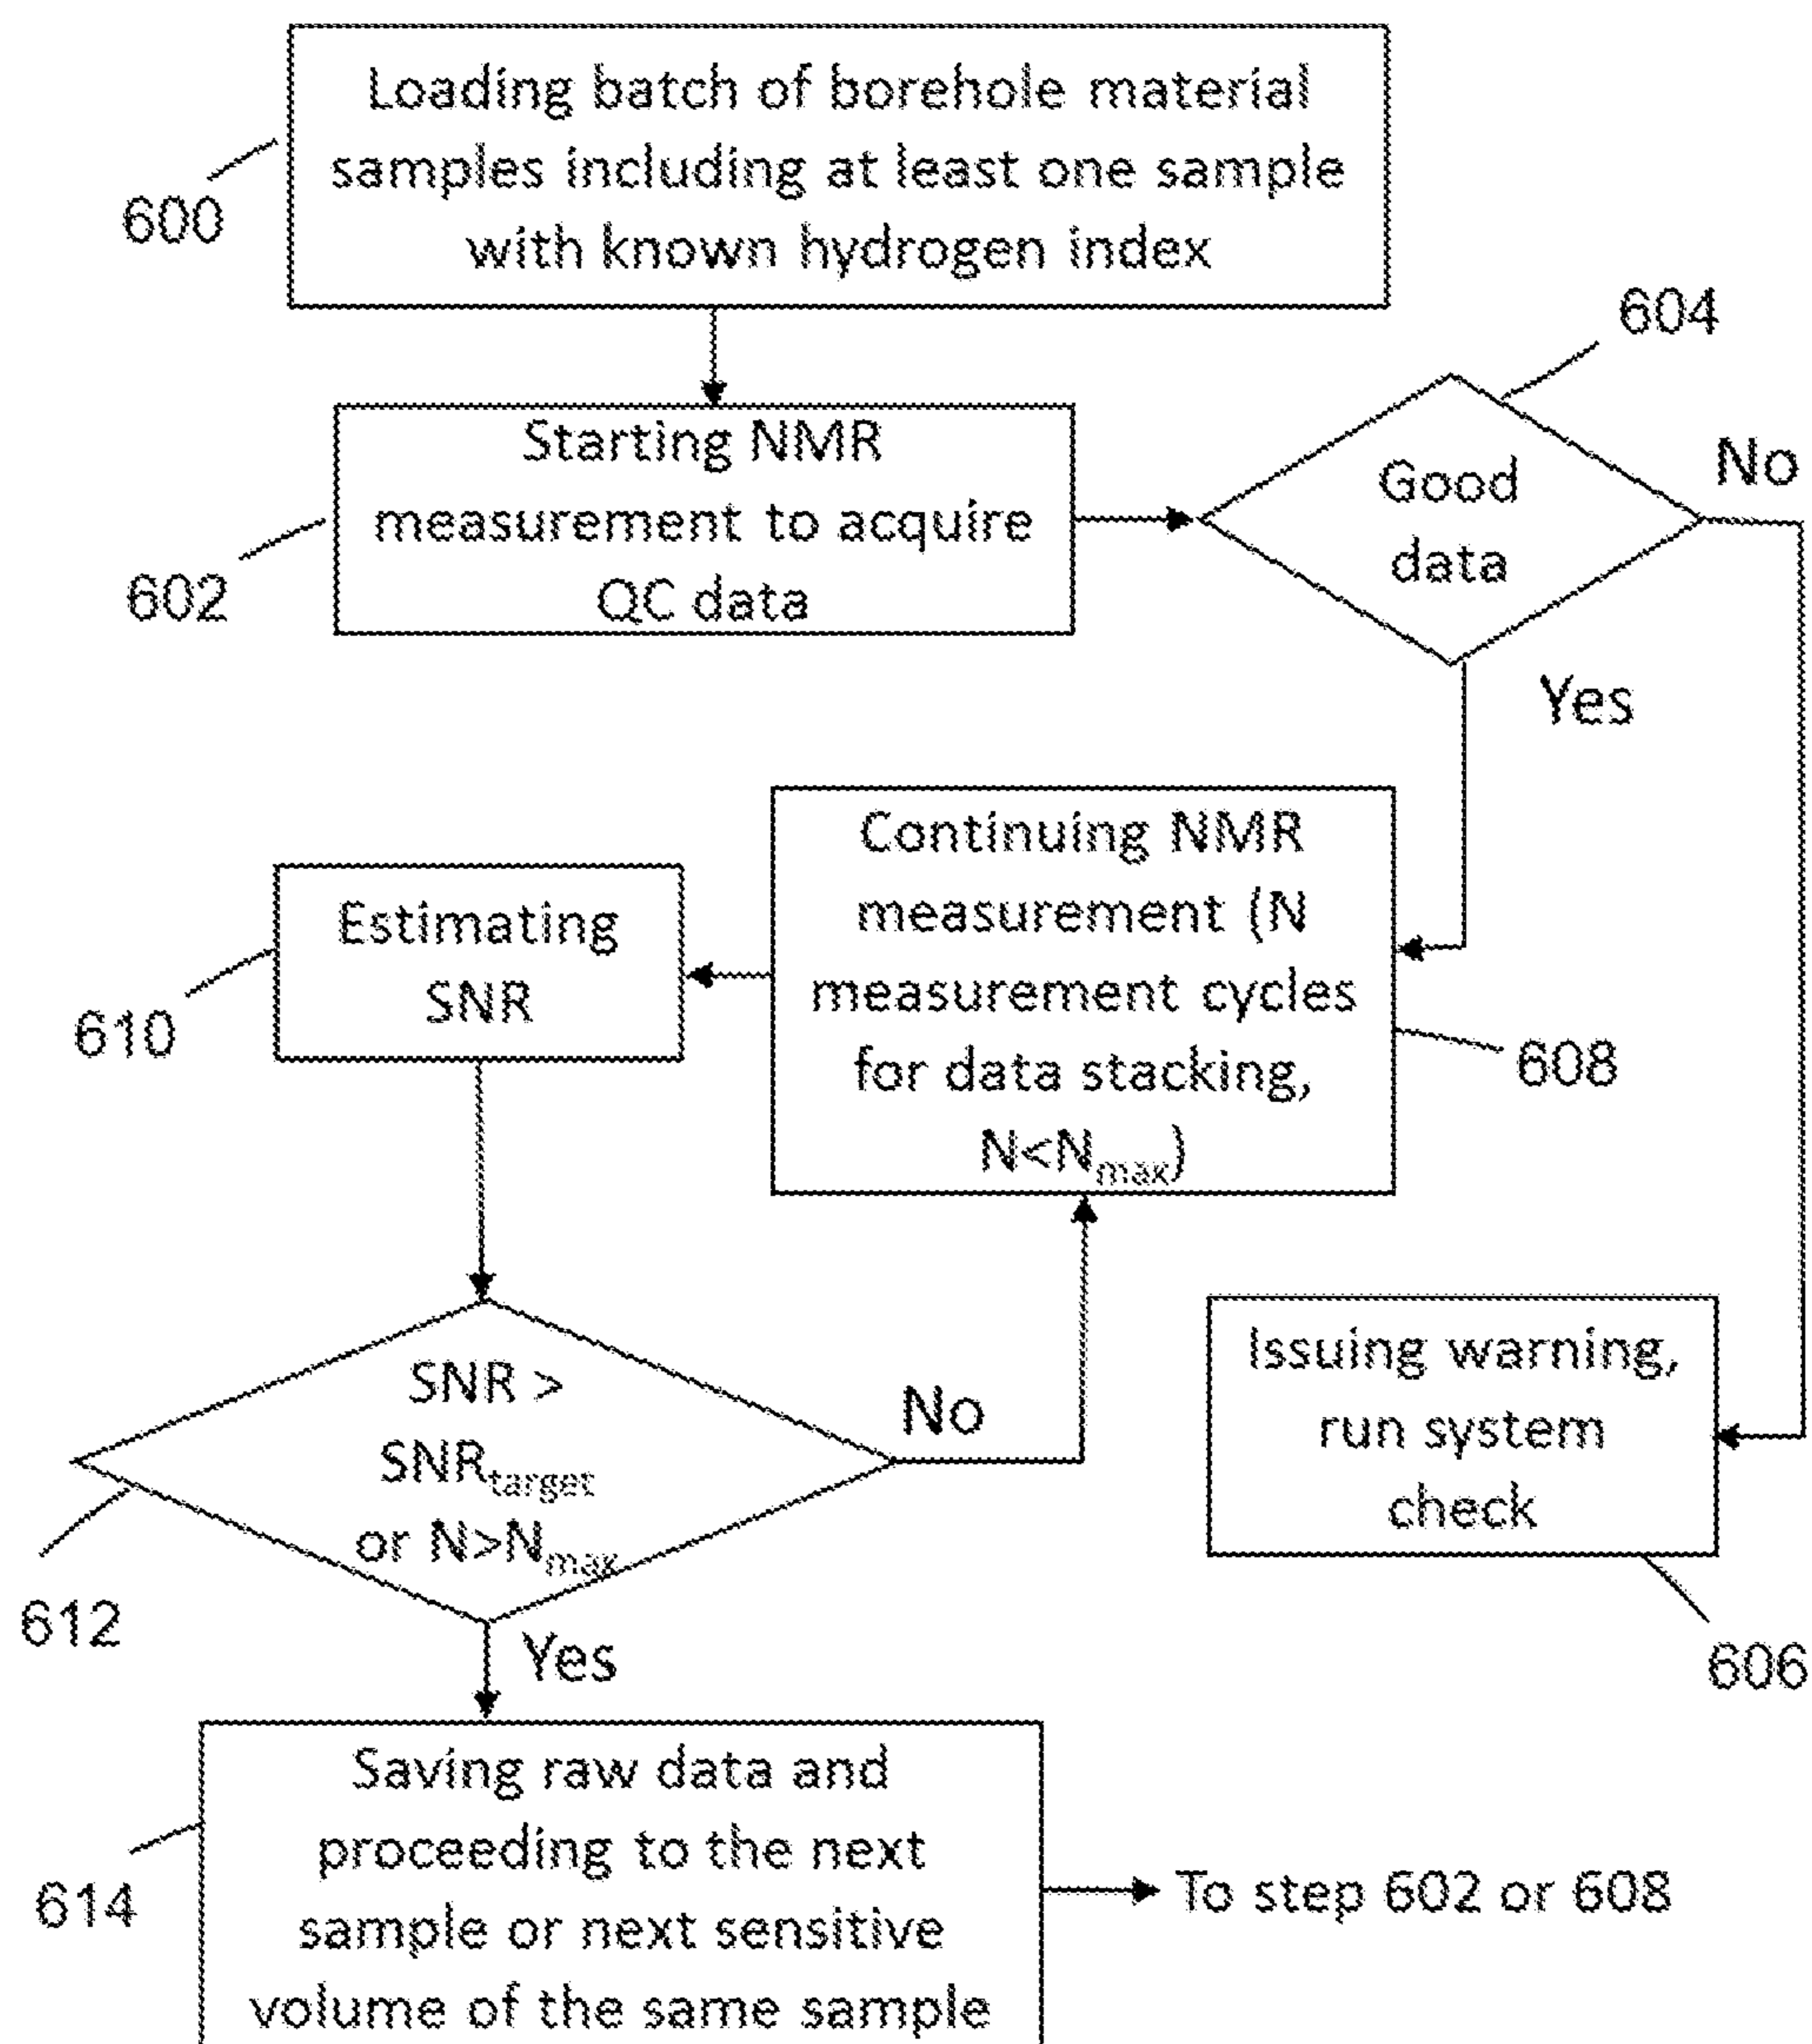 Loading batch of borehole material
samples including at least one sample
with known hydrogen index
600
604
Starting NMR
measurement to acquire
QC data
602
Good
data
No
Yes
Continuing NMR
measurement (N
measurement cycles
for data stacking,
N<Nmax)
608
Estimating
SNR
610
SNR >
SNRtarget
or N>Nmax
No
612
Yes
Issuing warning,
run system
check
606
Saving raw data and
proceeding to the next
sample or next sensitive
volume of the same sample
614
To step 602 or 608